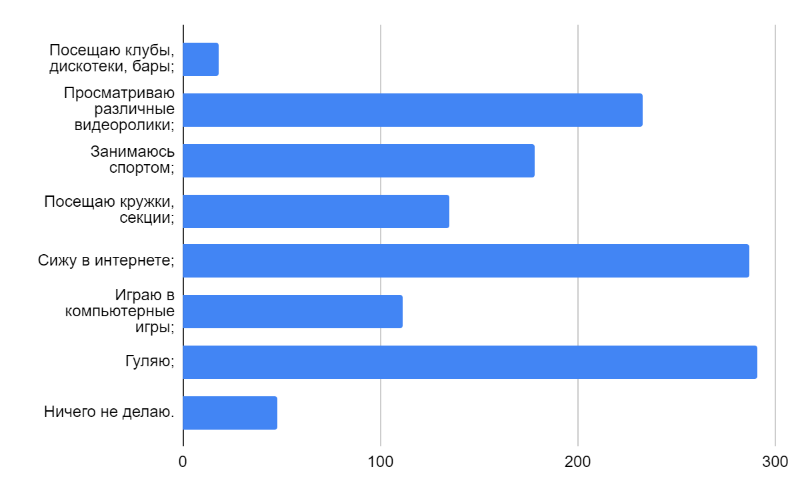 Посещаю клубы,
дискотеки, бары;
Просматриваю
различные
видеоролики;
Занимаюсь
спортом;
Посещаю кружки,
секции;
Сижу в интернете;
Играю в
компьютерные
игры;
Гуляю;
Ничего не делаю.
0 100 200 300